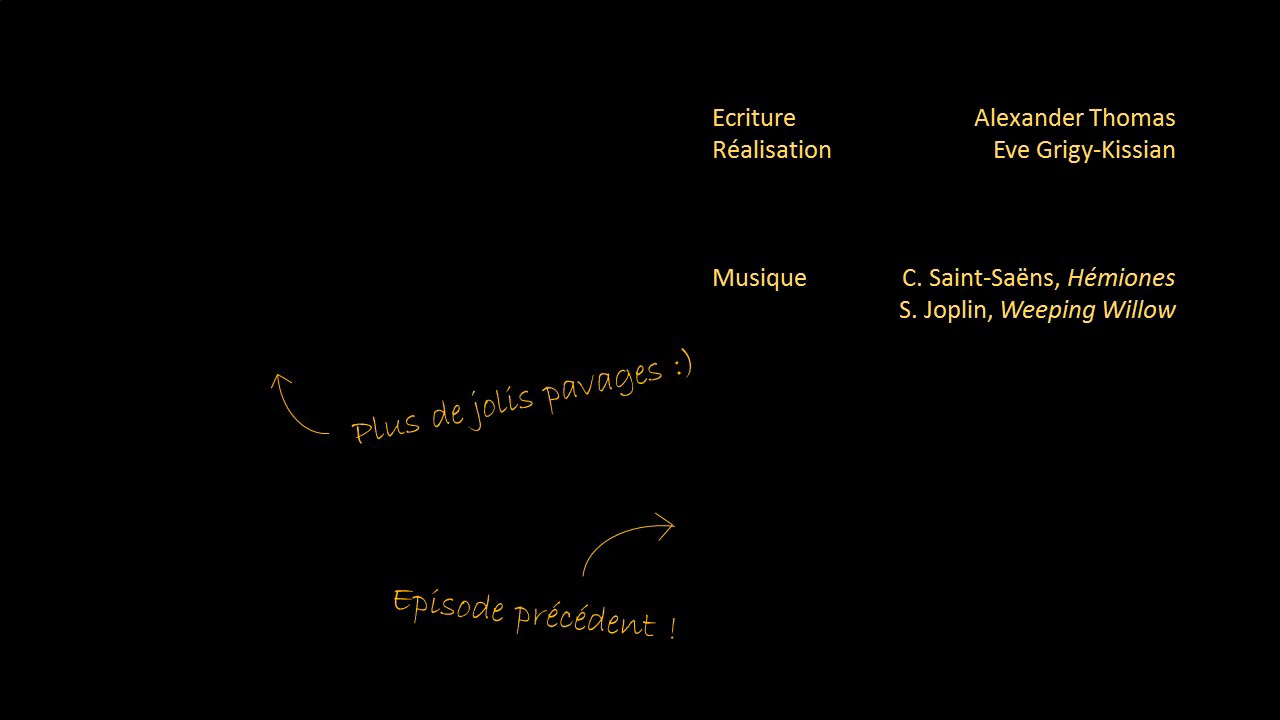 Ecriture Alexander Thomas
Réalisation Eve Grigy-Kissian
Musique C. Saint-Saëns, Hémiones
S. Joplin, Weeping Willow
Plus de jolis pavages :)
Episode précédent !